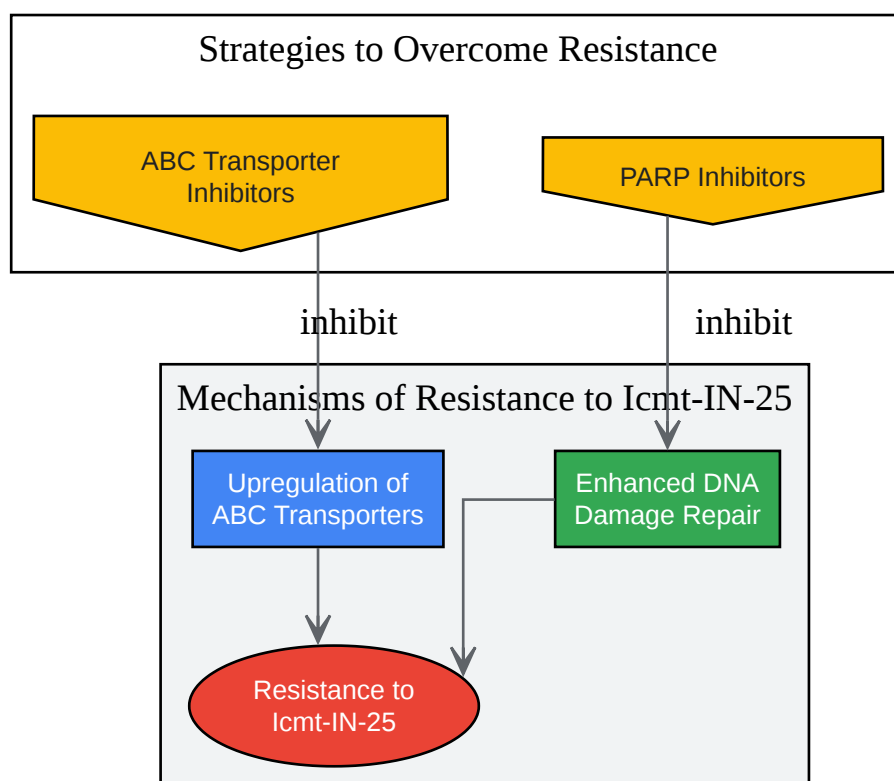 Strategies to Overcome Resistance
ABC Transporter
Inhibitors
PARP Inhibitors
inhibit
inhibit
Mechanisms of Resistance to Icmt-IN-25
Upregulation of
ABC Transporters
Enhanced DNA
Damage Repair
Resistance to
Icmt-IN-25